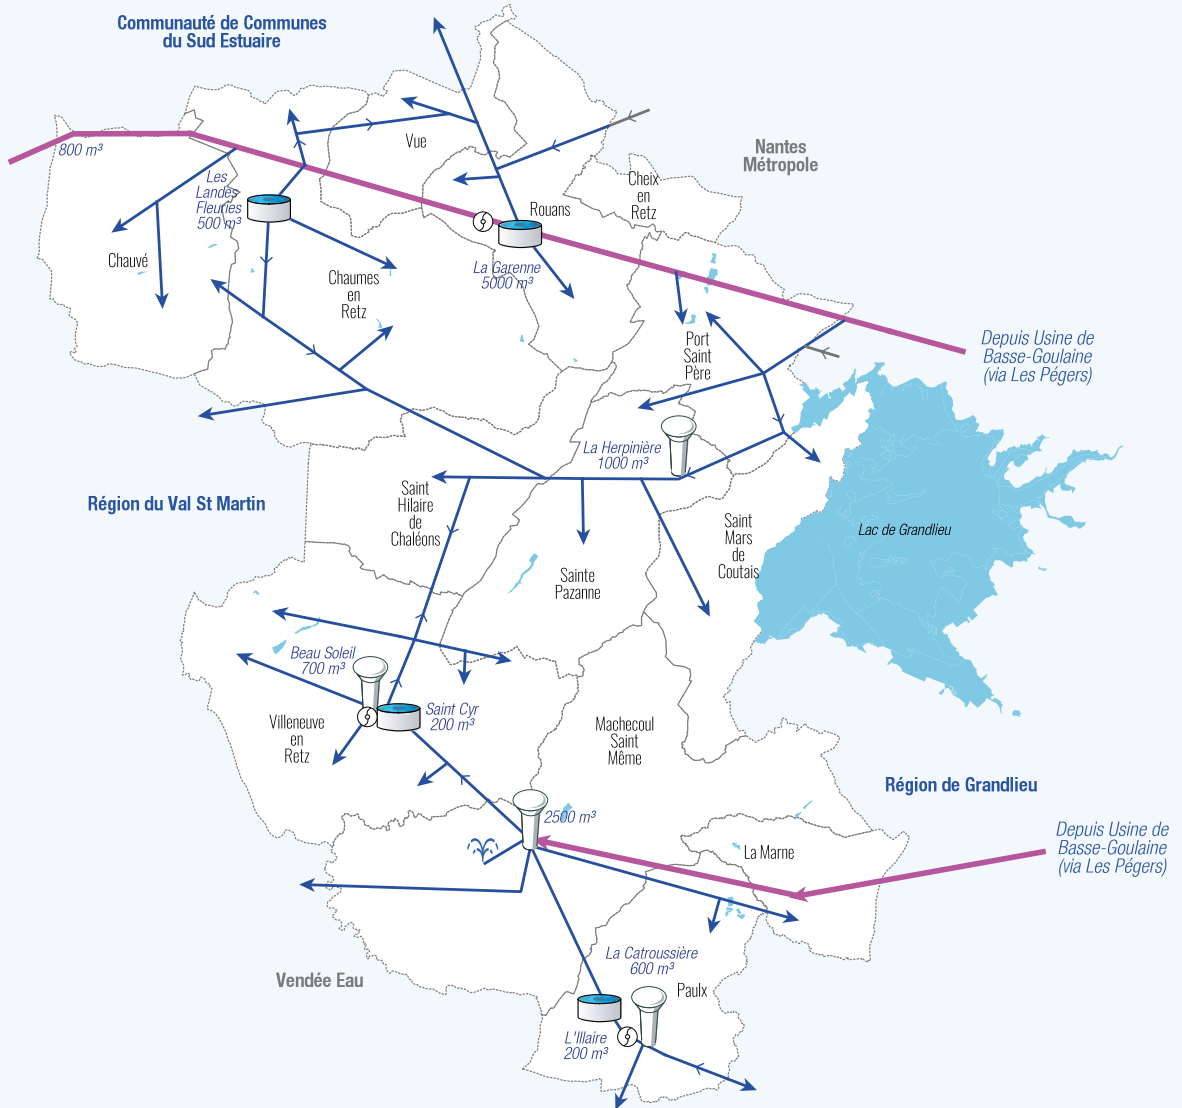 Communauté de Communes
du Sud Estuaire
Vue
Nantes
Métropole
800 m³
Les
Landes
Fleuries
500 m³
Cheix
en
Retz
Rouans
Chauvé
Chaumes
en
Retz
La Garenne
5000 m³
Port
Saint
Père
Depuis Usine de
Basse-Goulaine
(via Les Pégers)
La Herpinière
1000 m³
Région du Val St Martin
Saint
Hilaire
de
Chaléons
Saint
Mars
de
Coutais
Lac de Grandlieu
Sainte
Pazanne
Beau Soleil
700 m³
Saint Cyr
200 m³
Villeneuve
en
Retz
Machecoul
Saint
Même
Région de Grandlieu
2500 m³
Depuis Usine de
Basse-Goulaine
(via Les Pégers)
La Marne
La Catroussière
600 m³
Vendée Eau
Paulx
L'Illaire
200 m³